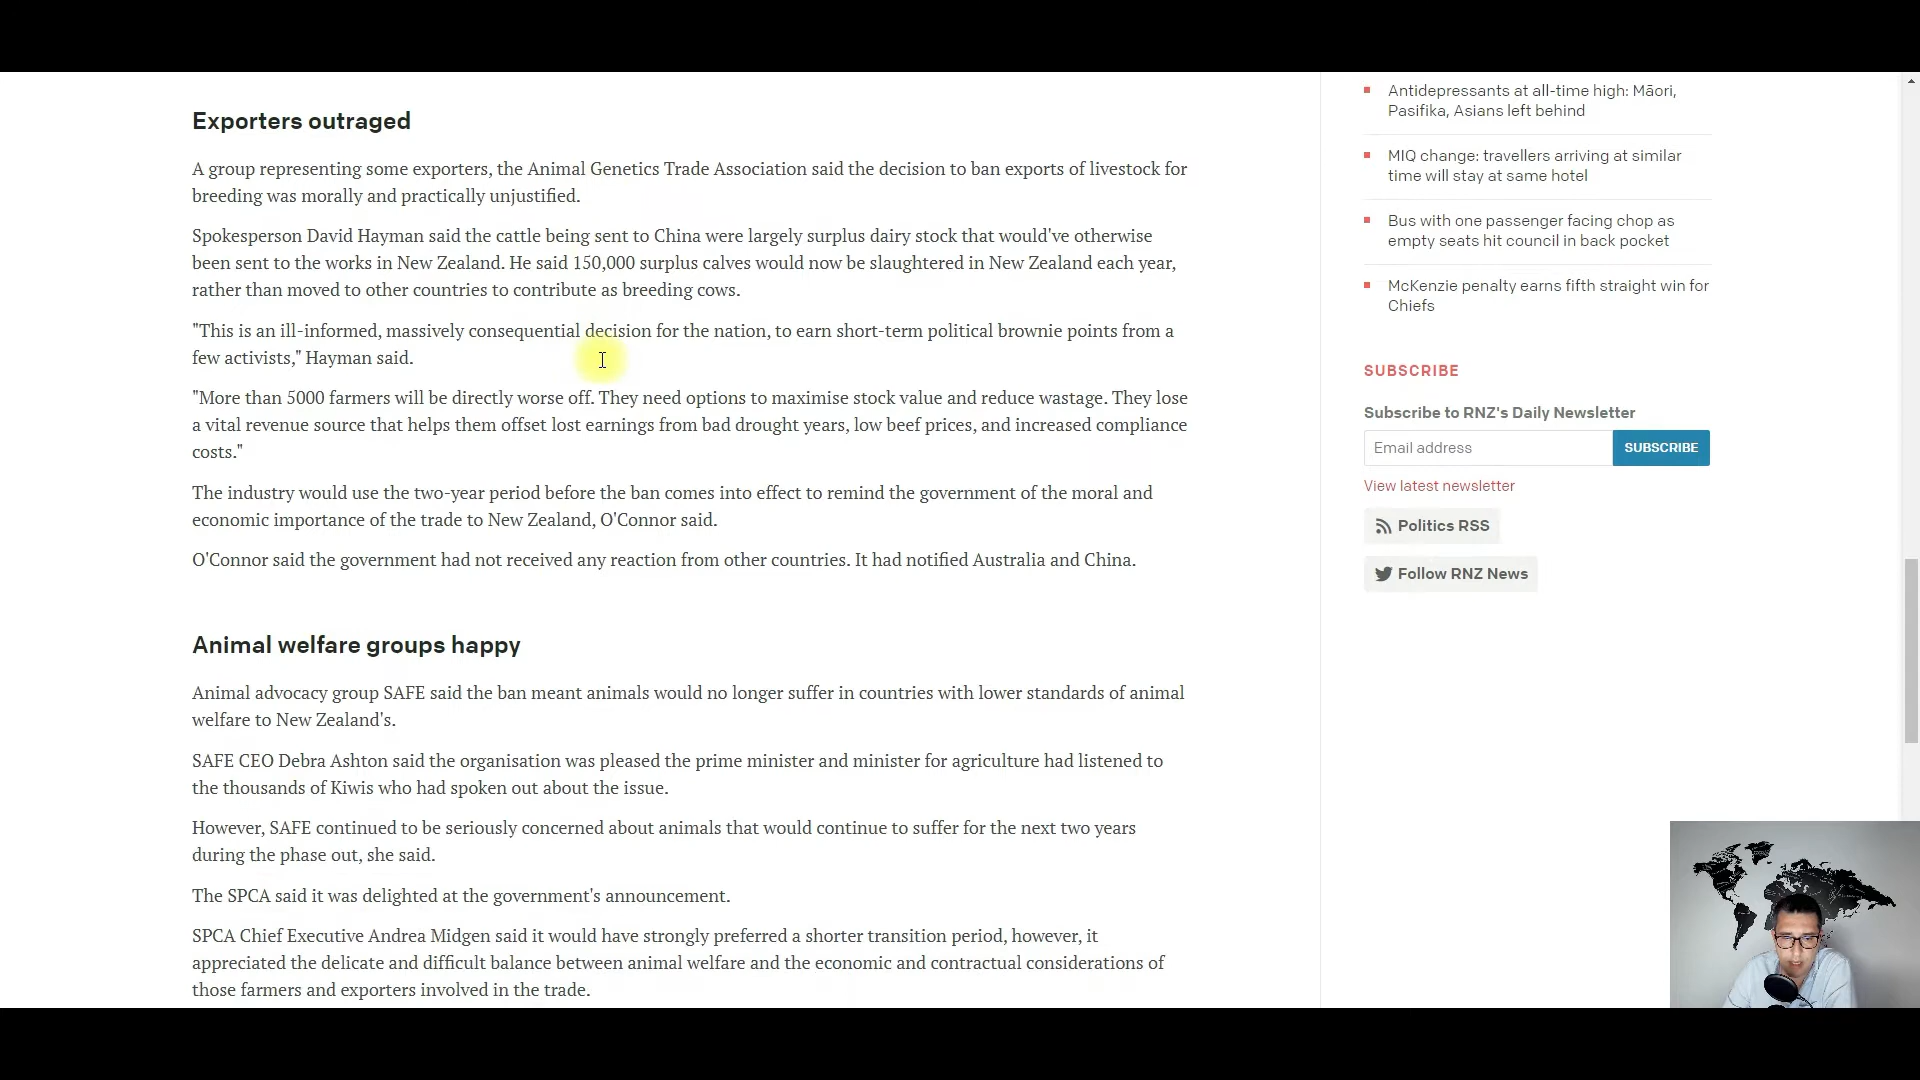 Exporters outraged
A group representing some exporters, the Animal Genetics Trade Association said the decision to ban exports of livestock for
breeding was morally and practically unjustified.
Spokesperson David Hayman said the cattle being sent to China were largely surplus dairy stock that would've otherwise
been sent to the works in New Zealand. He said 150,000 surplus calves would now be slaughtered in New Zealand each year,
rather than moved to other countries to contribute as breeding cows.
"This is an ill-informed, massively consequential decision for the nation, to earn short-term political brownie points from a
few activists," Hayman said.
"More than 5000 farmers will be directly worse off. They need options to maximise stock value and reduce wastage. They lose
a vital revenue source that helps them offset lost earnings from bad drought years, low beef prices, and increased compliance
costs."
The industry would use the two-year period before the ban comes into effect to remind the government of the moral and
economic importance of the trade to New Zealand, O'Connor said.
O'Connor said the government had not received any reaction from other countries. It had notified Australia and China.
Animal welfare groups happy
Animal advocacy group SAFE said the ban meant animals would no longer suffer in countries with lower standards of animal
welfare to New Zealand's.
SAFE CEO Debra Ashton said the organisation was pleased the prime minister and minister for agriculture had listened to
the thousands of Kiwis who had spoken out about the issue.
However, SAFE continued to be seriously concerned about animals that would continue to suffer for the next two years
during the phase out, she said.
The SPCA said it was delighted at the government's announcement.
SPCA Chief Executive Andrea Midgen said it would have strongly preferred a shorter transition period, however, it
appreciated the delicate and difficult balance between animal welfare and the economic and contractual considerations of
those farmers and exporters involved in the trade.
Antidepressants at all-time high: Māori,
Pasifika, Asians left behind
MIQ change: travellers arriving at similar
time will stay at same hotel
Bus with one passenger facing chop as
empty seats hit council in back pocket
McKenzie penalty earns fifth straight win for
Chiefs
SUBSCRIBE
Subscribe to RNZ's Daily Newsletter
Email address
SUBSCRIBE
View latest newsletter
Politics RSS
Follow RNZ News